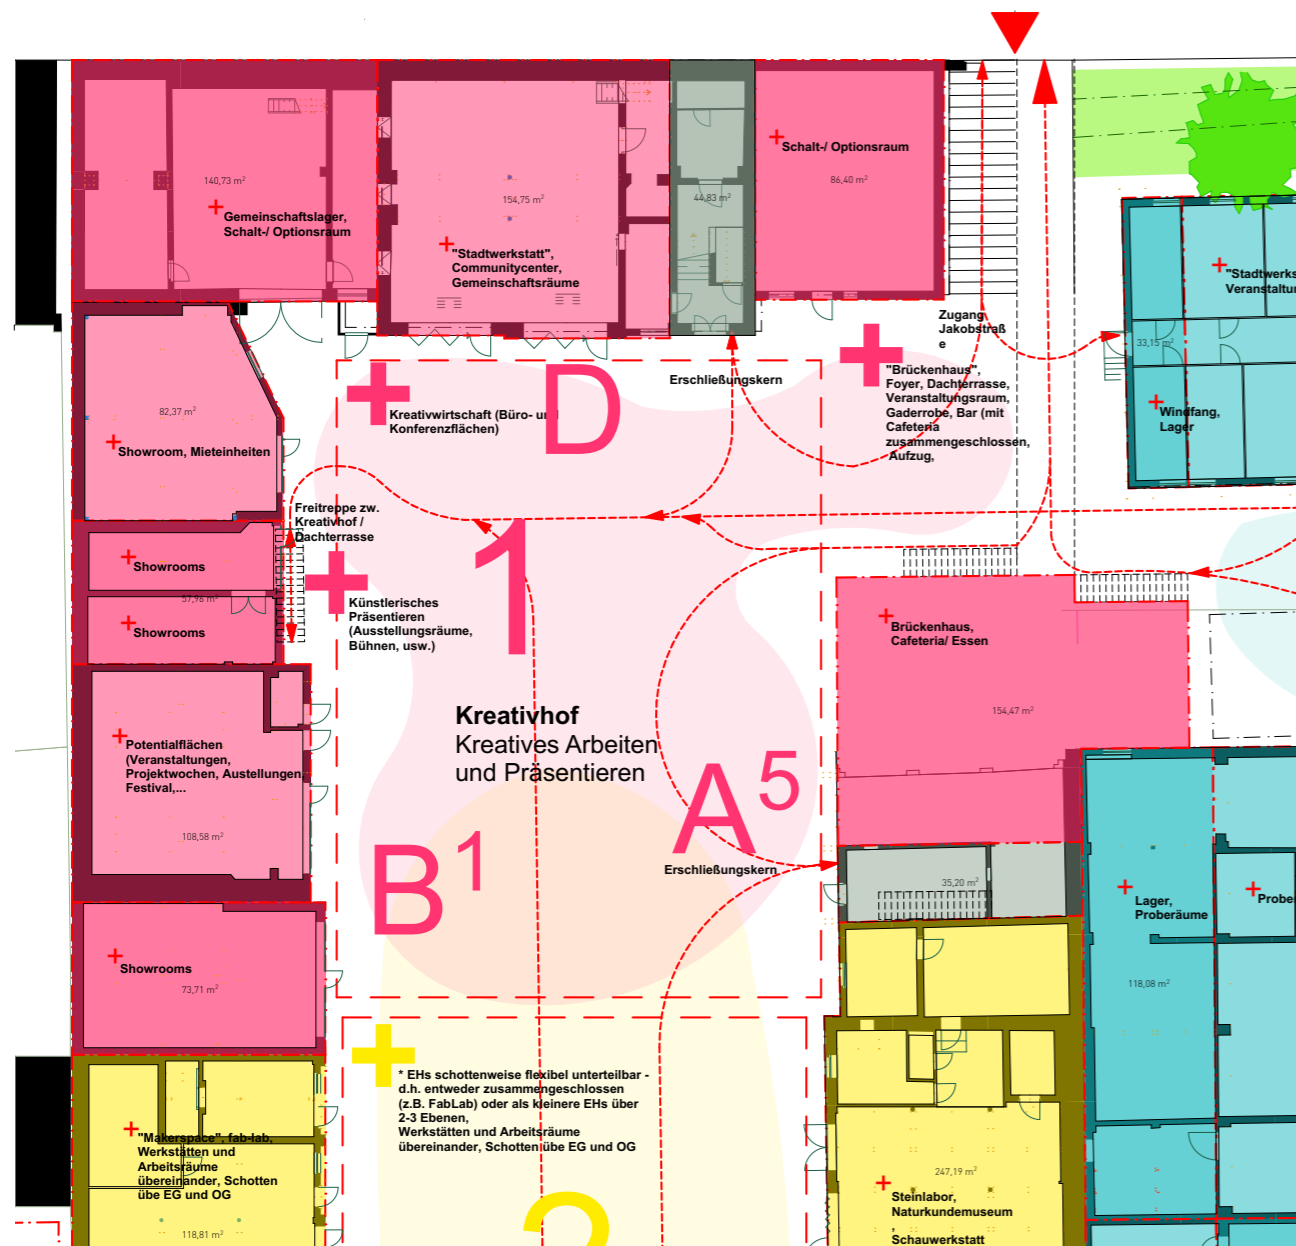 140,73 m²
Gemeinschaftslager,
Schalt-/ Optionsraum
154,75 m²
"Stadtwerkstatt",
Communitycenter,
Gemeinschaftsräume
44,83 m²
Schalt-/ Optionsraum
86,40 m²
Zugang
Jakobstraß
e
33,15 m²
Windfang,
Lager
82,37 m²
Showroom, Mieteinheiten
D
Kreativwirtschaft (Büro- und
Konferenzflächen)
Erschließungskern
"Brückenhaus",
Foyer, Dachterrasse,
Veranstaltungsraum,
Gaderrobe, Bar (mit
Cafeteria
zusammengeschlossen,
Aufzug,
Freitreppe zw.
Kreativhof /
Dachterrasse
1
Showrooms
57,96 m²
Showrooms
Künstlerisches
Präsentieren
(Ausstellungsräume,
Bühnen, usw.)
Brückenhaus,
Cafeteria/ Essen
154,47 m²
Kreativhof
Kreatives Arbeiten
und Präsentieren
Potentialflächen
(Veranstaltungen,
Projektwochen, Austellungen,
Festival,...
108,58 m²
A5
B1
Erschließungskern
35,20 m²
Lager,
Proberäume
118,08 m²
Showrooms
73,71 m²
* EHs schottenweise flexibel unterteilbar -
d.h. entweder zusammengeschlossen
(z.B. FabLab) oder als kleinere EHs über
2-3 Ebenen,
Werkstätten und Arbeitsräume
übereinander, Schotten übe EG und OG
"Makerspace", fab-lab,
Werkstätten und
Arbeitsräume
übereinander, Schotten
übe EG und OG
118,81 m²
2
247,19 m²
Steinlabor,
Naturkundemuseum
,
Schauwerkstatt